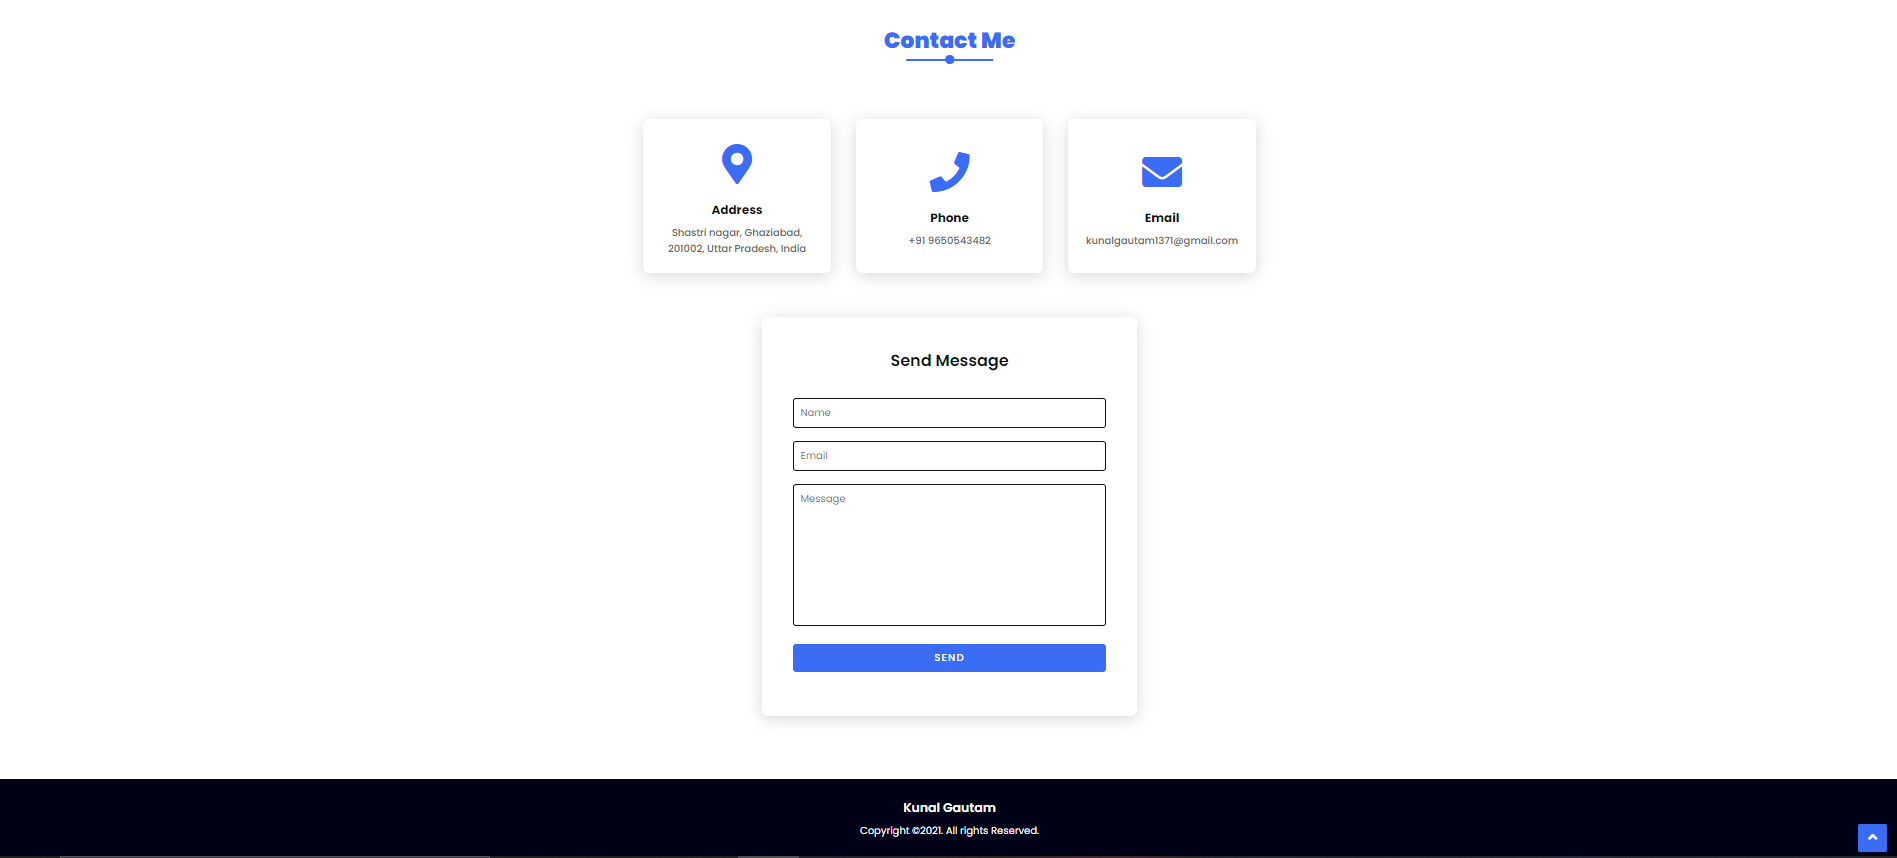 Contact Me
Address
Shastri nagar, Ghaziabad,
201002, Uttar Pradesh, India
Phone
+91 9650543482
Email
kunalgautam1371@gmail.com
Send Message
Name
Email
Message
SEND
Kunal Gautam
Copyright ©2021. All rights Reserved.